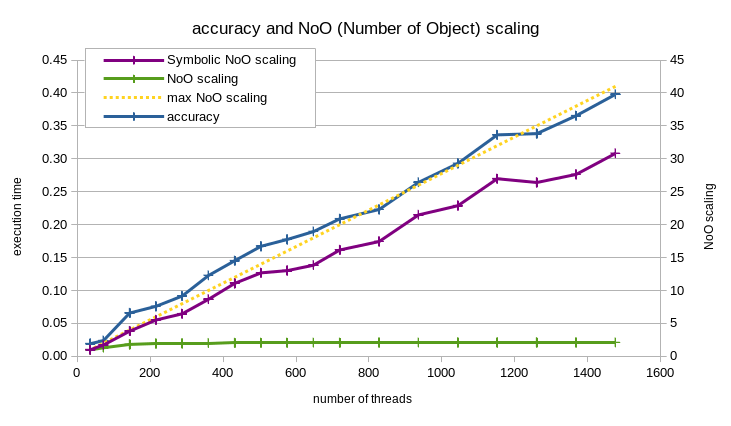 accuracy and NoO (Number of Object) scaling
Symbolic NoO scaling
NoO scaling
max NoO scaling
accuracy
0.45
0.40
0.35
0.30
0.25
0.20
0.15
0.10
0.05
0.00
execution time
45
40
35
30
25
20
15
10
5
0
NoO scaling
0 200 400 600 800 1000 1200 1400 1600
number of threads